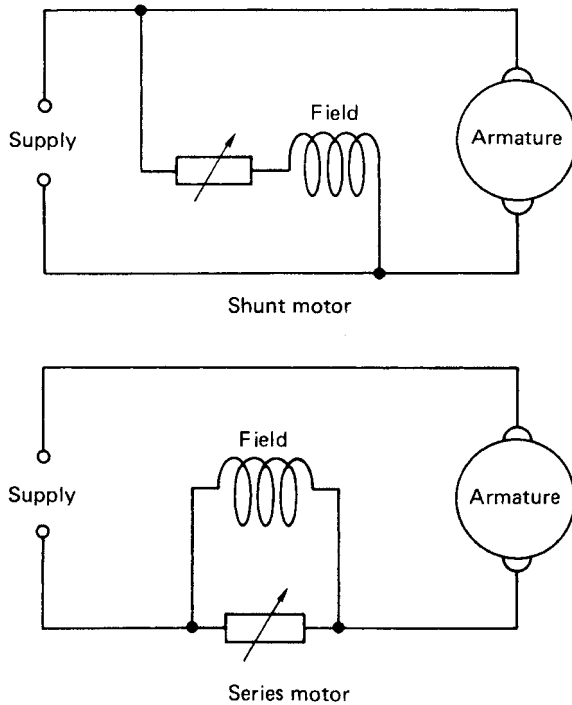 Field
Supply
Armature
Shunt motor
Field
Supply
Armature
Series motor